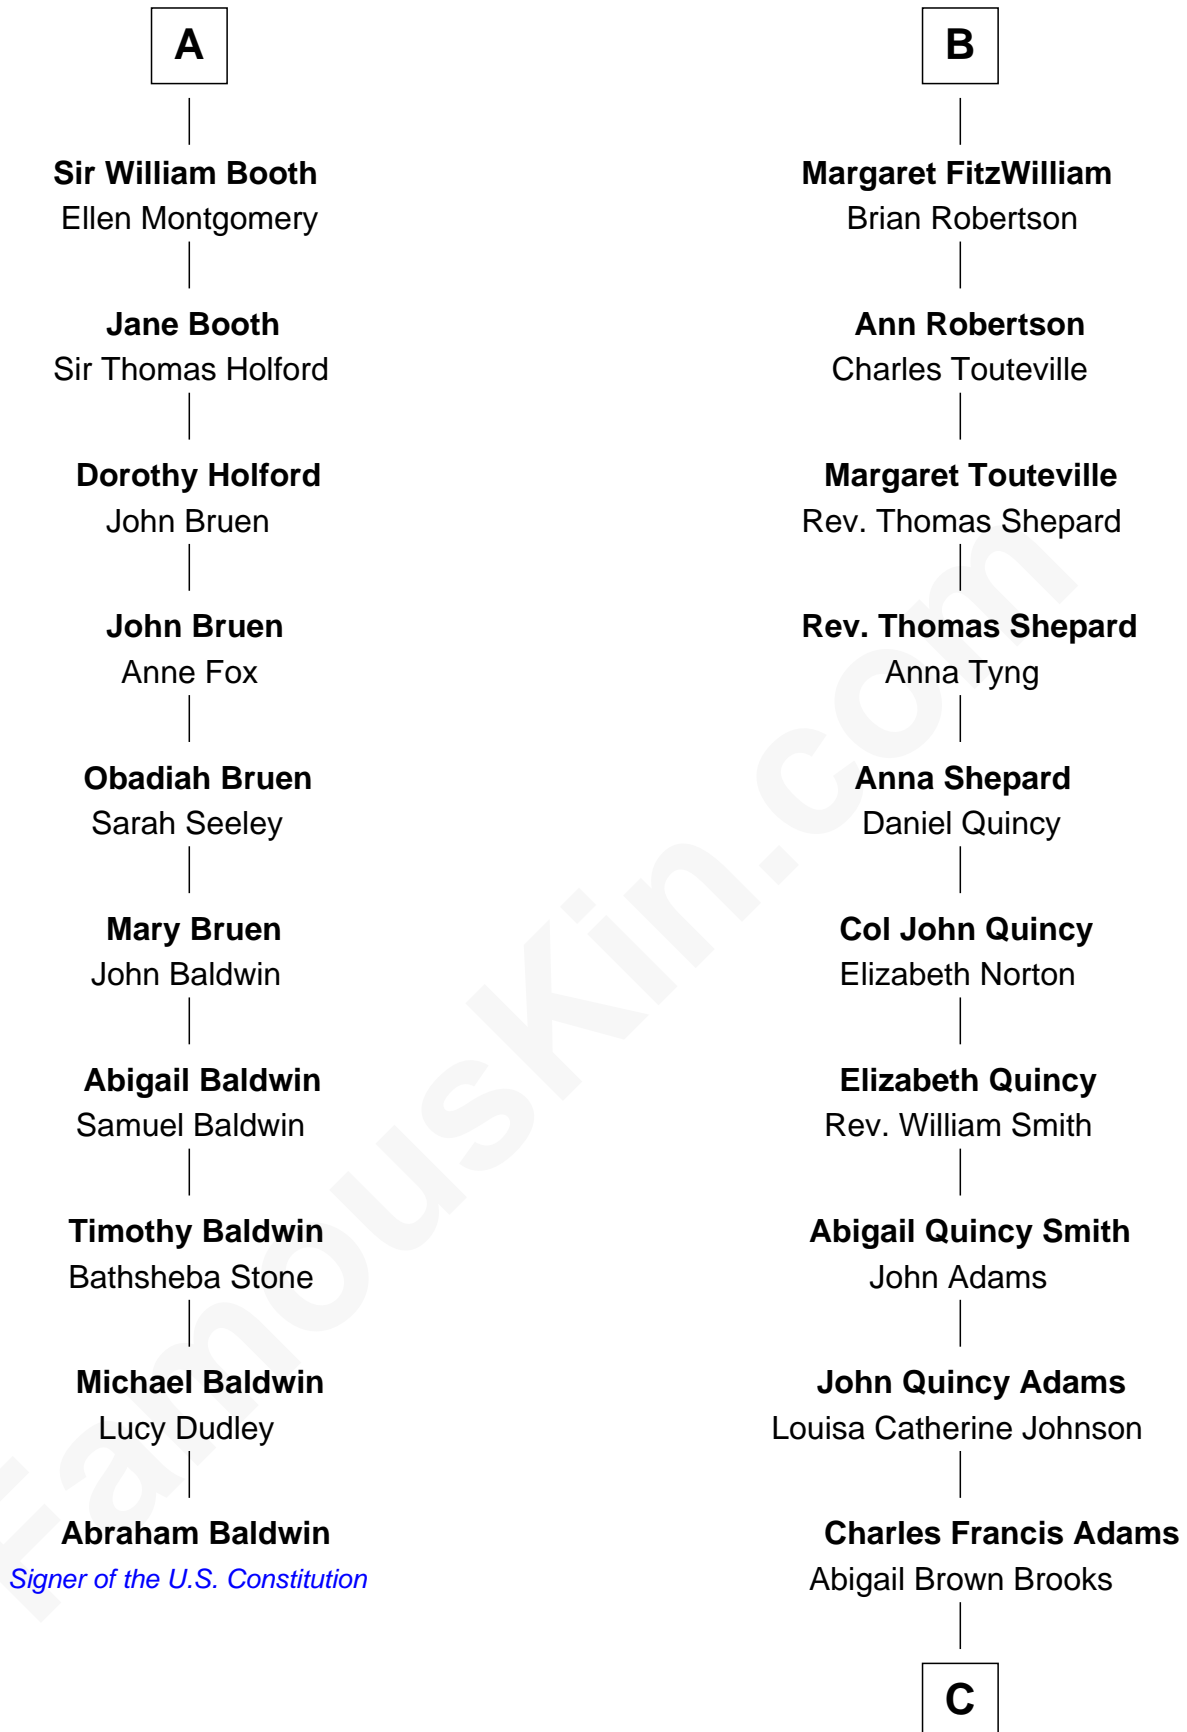 A
Sir William Booth
Ellen Montgomery
Jane Booth
Sir Thomas Holford
Dorothy Holford
John Bruen
John Bruen
Anne Fox
Obadiah Bruen
Sarah Seeley
Mary Bruen
John Baldwin
Abigail Baldwin
Samuel Baldwin
Timothy Baldwin
Bathsheba Stone
Michael Baldwin
Lucy Dudley
Abraham Baldwin
Signer of the U.S. Constitution
B
Margaret FitzWilliam
Brian Robertson
Ann Robertson
Charles Touteville
Margaret Touteville
Rev. Thomas Shepard
Rev. Thomas Shepard
Anna Tyng
Anna Shepard
Daniel Quincy
Col John Quincy
Elizabeth Norton
Elizabeth Quincy
Rev. William Smith
Abigail Quincy Smith
John Adams
John Quincy Adams
Louisa Catherine Johnson
Charles Francis Adams
Abigail Brown Brooks
C
FamousKin.com